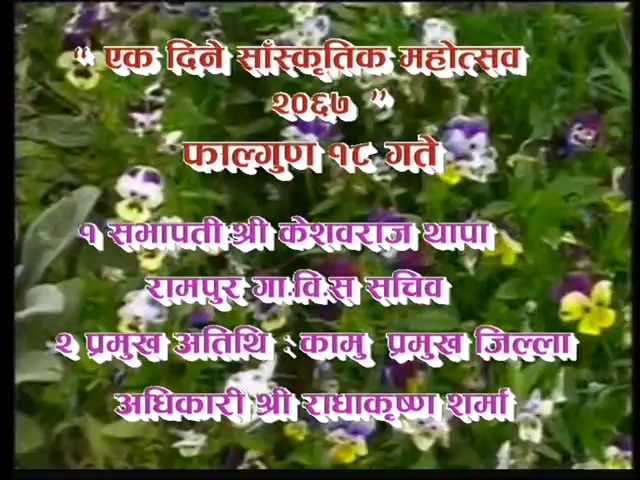 “ एक दिने साँस्कृतिक महोत्सव
२०६७ ”
फाल्गुण १८ गते
१ सभापती श्री केशवराज थापा
रामपुर गा.वि.स सचिव
२ प्रमुख अतिथि : कामु प्रमुख जिल्ला
अधिकारी श्री राधाकृष्ण शर्मा